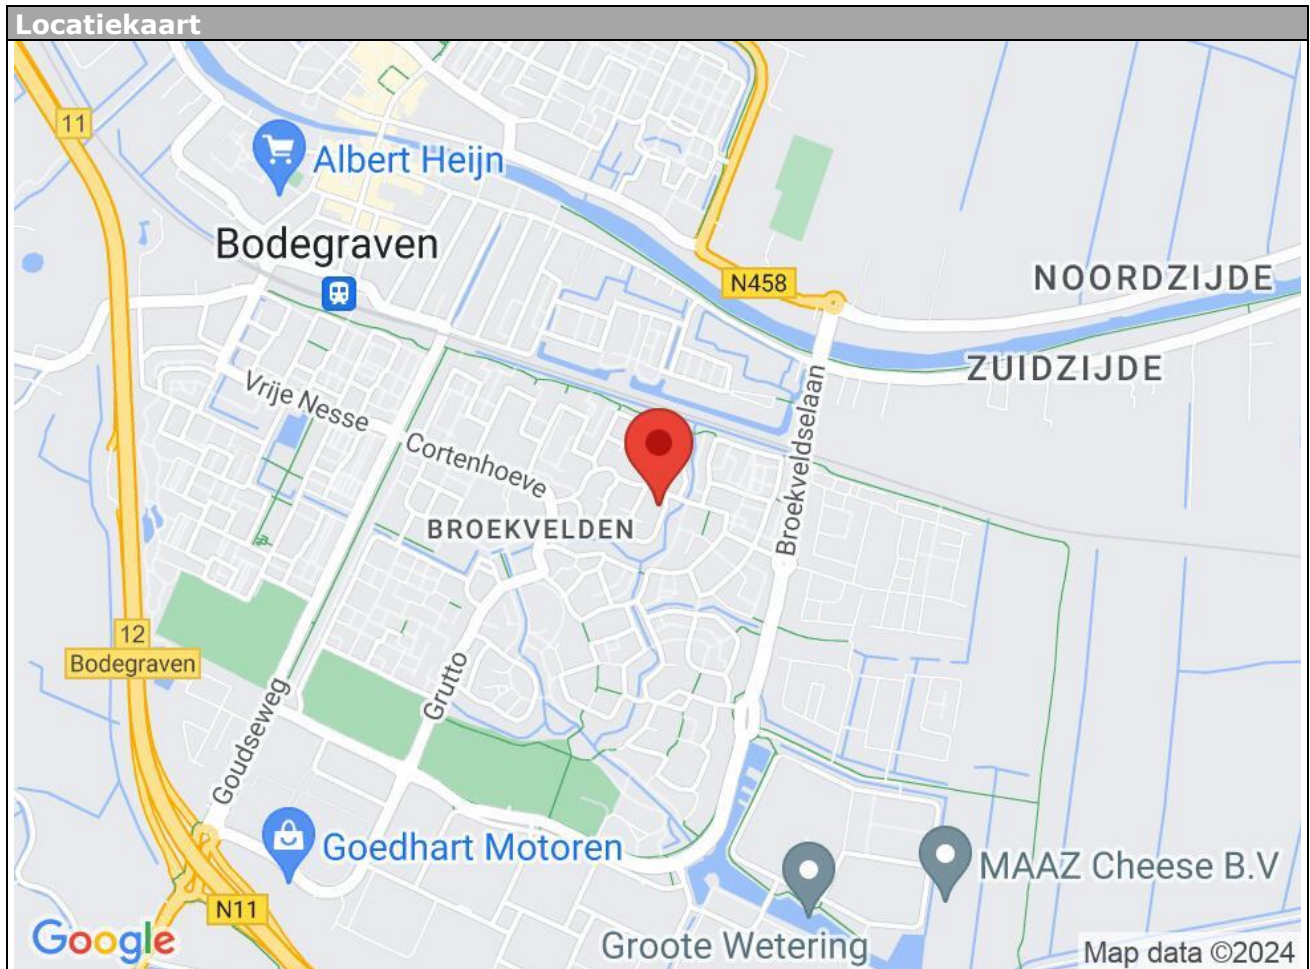 Locatiekaart
11
Albert Heijn
Bodegraven
N458
NOORDZIJDE
ZUIDZIJDE
Vrije Nesse
Cortenhoeve
Broekveldselaan
BROEKVELDEN
12
Bodegraven
Grutto
Goudseweg
Goedhart Motoren
MAAZ Cheese B.V
N11
Groote Wetering
Google
Map data ©2024